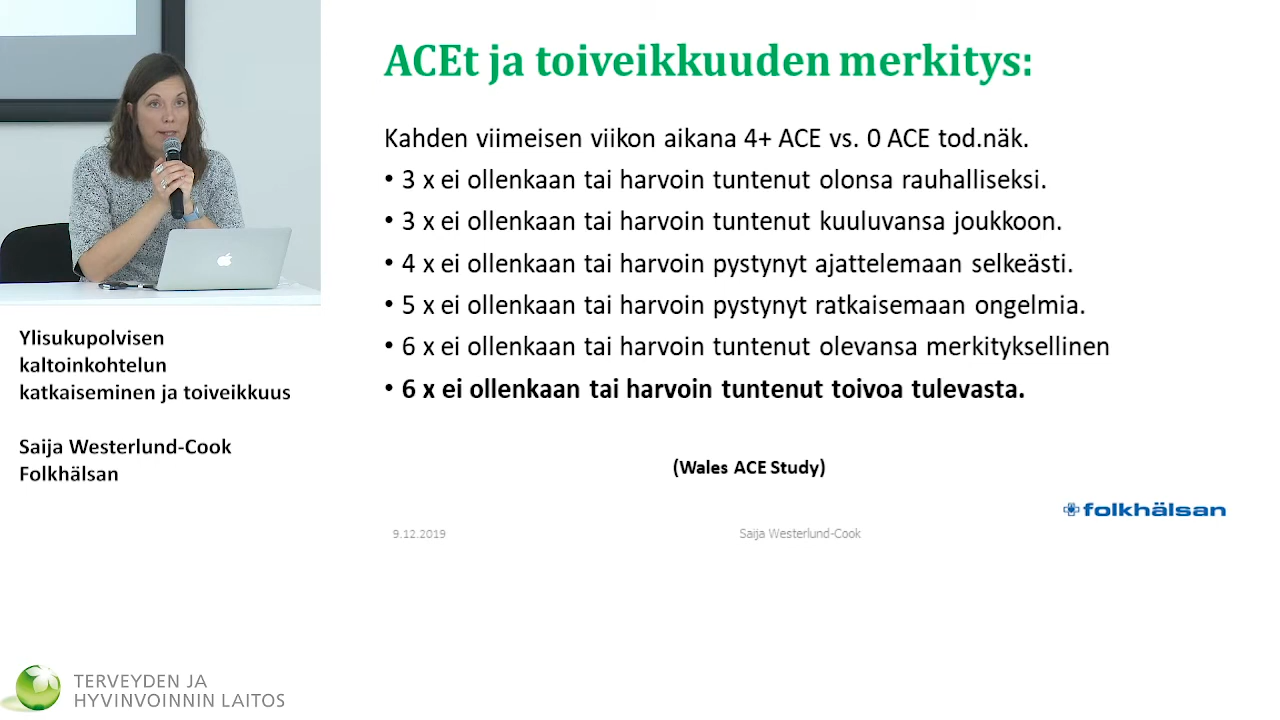 ACEt ja toiveikkuuden merkitys:
Kahden viimeisen viikon aikana 4+ ACE vs. 0 ACE tod.näk.
• 3 x ei ollenkaan tai harvoin tuntenut olonsa rauhalliseksi.
• 3 x ei ollenkaan tai harvoin tuntenut kuuluvansa joukkoon.
• 4 x ei ollenkaan tai harvoin pystynyt ajattelemaan selkeästi.
• 5 x ei ollenkaan tai harvoin pystynyt ratkaisemaan ongelmia.
• 6 x ei ollenkaan tai harvoin tuntenut olevansa merkityksellinen
• 6 x ei ollenkaan tai harvoin tuntenut toivoa tulevasta.
(Wales ACE Study)
folkhälsan
9.12.2019
Saija Westerlund-Cook
Ylisukupolvisen
kaltoinkohtelun
katkaiseminen ja toiveikkuus
Saija Westerlund-Cook
Folkhälsan
TERVEYDEN JA
HYVINVOINNIN LAITOS